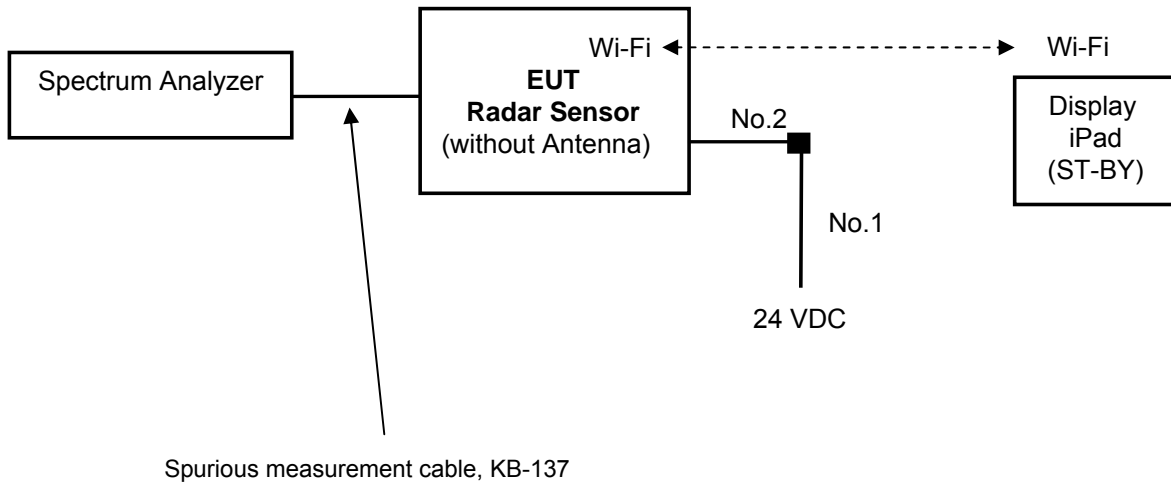 Spectrum Analyzer
Wi-Fi
EUT
Radar Sensor
(without Antenna)
Wi-Fi
Display
iPad
(ST-BY)
No.2
No.1
24 VDC
Spurious measurement cable, KB-137